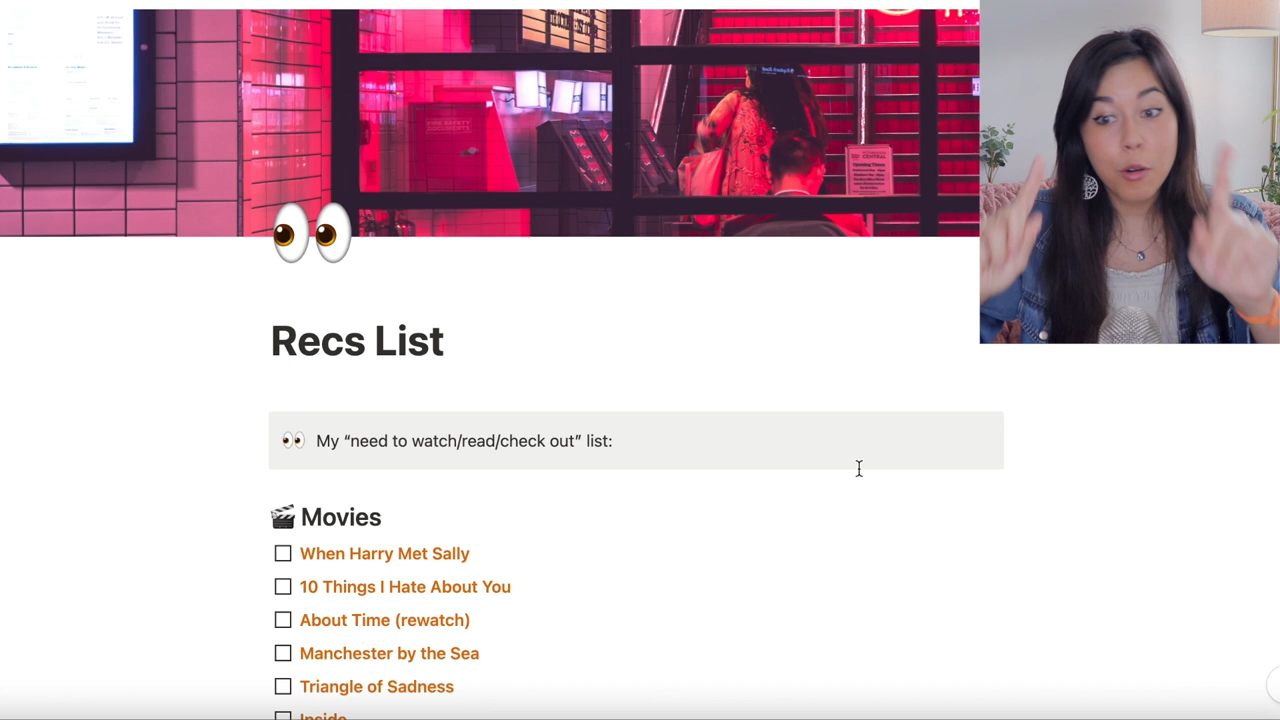 Recs List
My “need to watch/read/check out” list:
Movies
When Harry Met Sally
10 Things I Hate About You
About Time (rewatch)
Manchester by the Sea
Triangle of Sadness
Inside